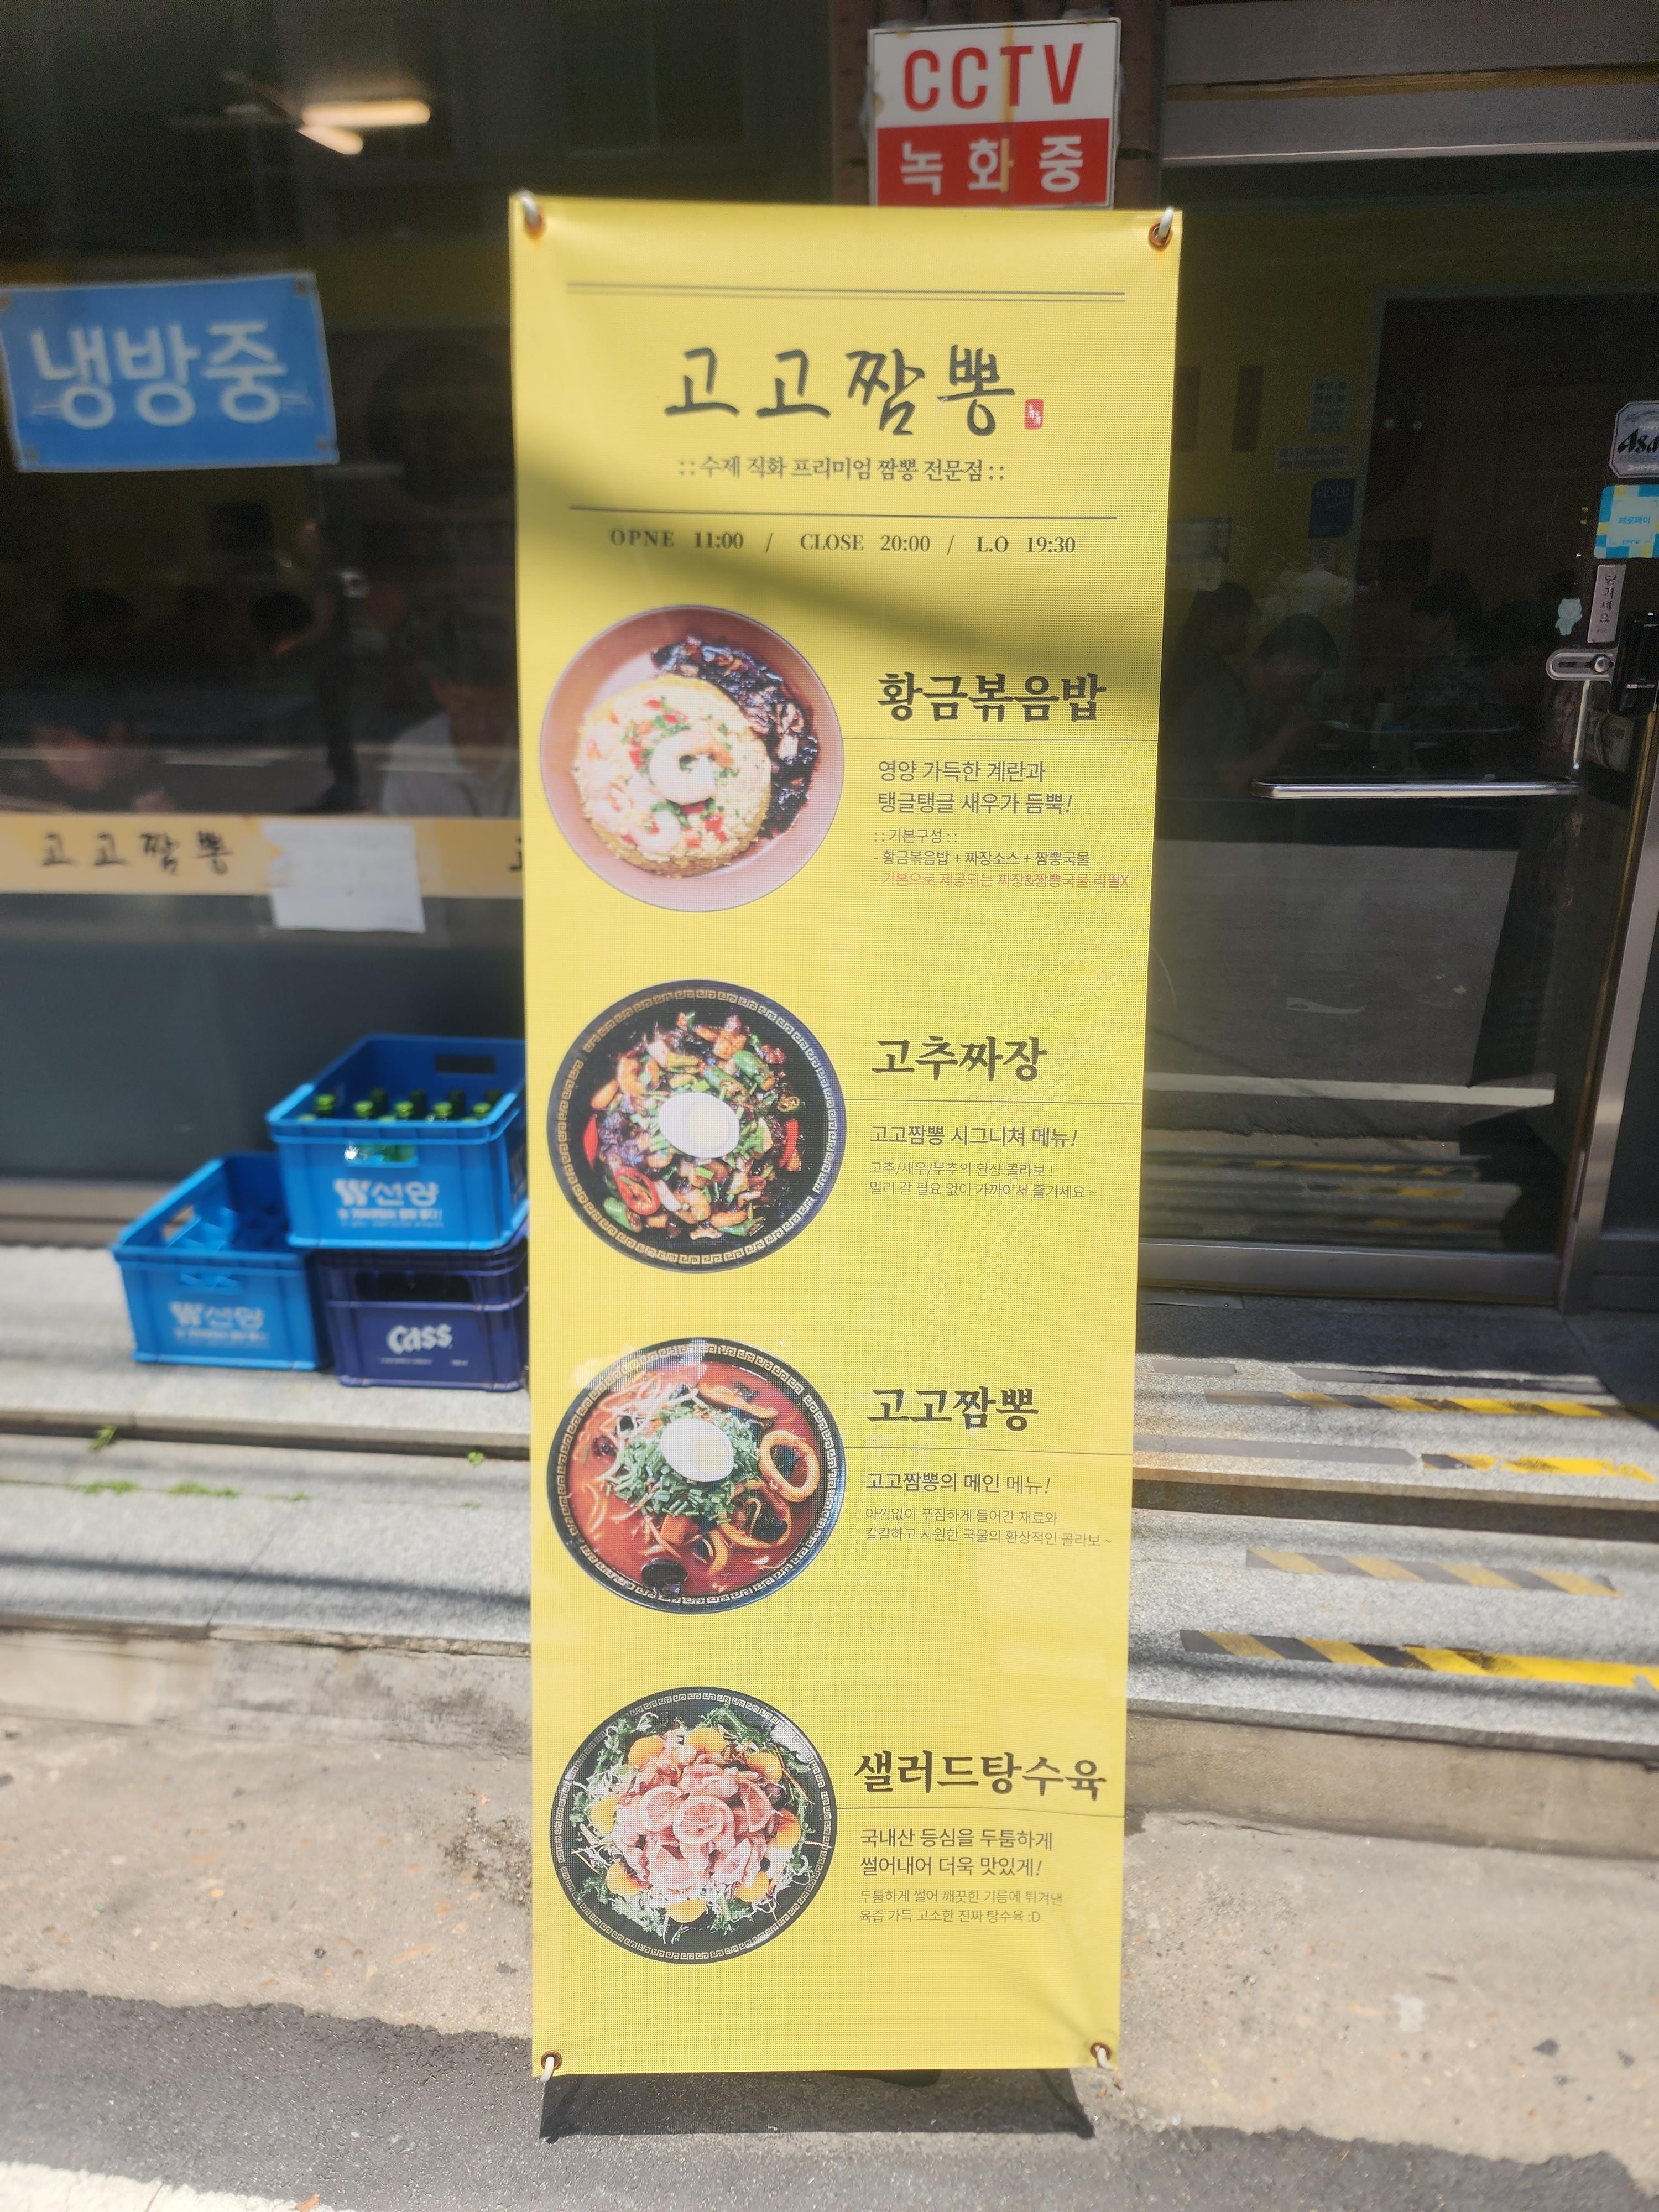 CCTV
녹화중
냉방중
고고짬뽕
::수제 직화 프리미엄 짬뽕 전문점::
OPNE 11:00 / CLOSE 20:00 / L.O 19:30
황금볶음밥
영양 가득한 계란과
탱글탱글 새우가 듬뿍!
::기본구성::
- 황금볶음밥 + 짜장소스 + 짬뽕국물
- 기본으로 제공되는 짜장&짬뽕국물 리필X
고추짜장
고고짬뽕 시그니쳐 메뉴!
고추/새우/부추의 환상 콜라보 !
멀리 갈 필요 없이 가까이서 즐기세요 ~
고고짬뽕
고고짬뽕의 메인 메뉴!
아낌없이 푸짐하게 들어간 재료와
칼칼하고 시원한 국물의 환상적인 콜라보 ~
샐러드탕수육
국내산 등심을 두툼하게
썰어내어 더욱 맛있게!
두툼하게 썰어 깨끗한 기름에 튀겨낸
육즙 가득 고소한 진짜 탕수육 :D
고고짬뽕
선양
선양
Cass
제로페이